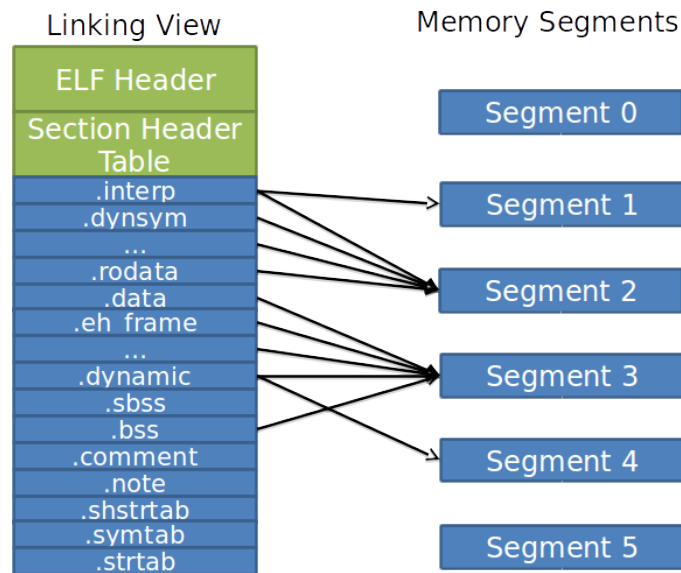 Linking View
Memory Segments
ELF Header
Section Header
Table
.interp
.dynsym
...
.rodata
.data
.eh_frame
...
.dynamic
.sbss
.bss
.comment
.note
.shstrtab
.symtab
.strtab
Segment 0
Segment 1
Segment 2
Segment 3
Segment 4
Segment 5